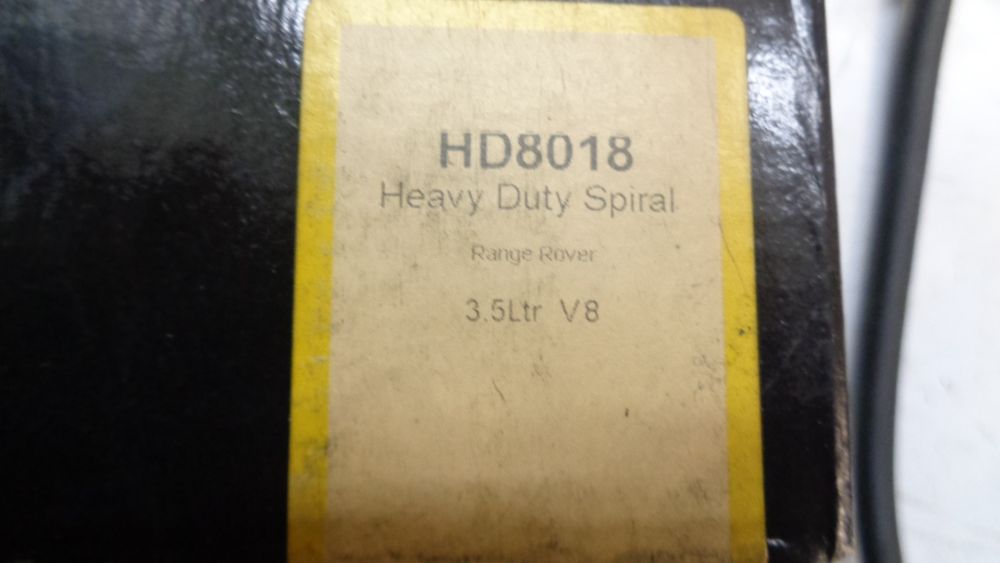 HD8018
Heavy Duty Spiral
Range Rover
3.5Ltr V8